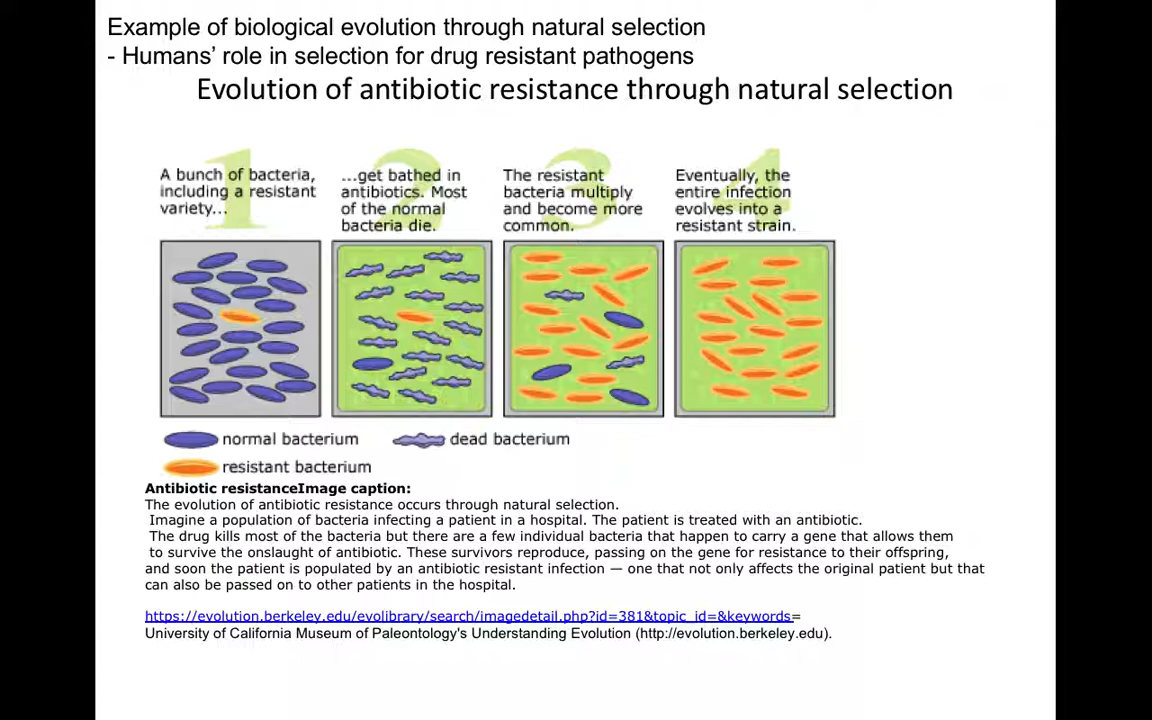 Example of biological evolution through natural selection
- Humans' role in selection for drug resistant pathogens
Evolution of antibiotic resistance through natural selection
1
A bunch of bacteria,
including a resistant
variety...
2
...get bathed in
antibiotics. Most
of the normal
bacteria die.
3
The resistant
bacteria multiply
and become more
common.
4
Eventually, the
entire infection
evolves into a
resistant strain.
normal bacterium
dead bacterium
resistant bacterium
Antibiotic resistanceImage caption:
The evolution of antibiotic resistance occurs through natural selection.
Imagine a population of bacteria infecting a patient in a hospital. The patient is treated with an antibiotic.
The drug kills most of the bacteria but there are a few individual bacteria that happen to carry a gene that allows them
to survive the onslaught of antibiotic. These survivors reproduce, passing on the gene for resistance to their offspring,
and soon the patient is populated by an antibiotic resistant infection — one that not only affects the original patient but that
can also be passed on to other patients in the hospital.
https://evolution.berkeley.edu/evolibrary/search/imagedetail.php?id=381&topic_id=&keywords=
University of California Museum of Paleontology's Understanding Evolution (http://evolution.berkeley.edu).